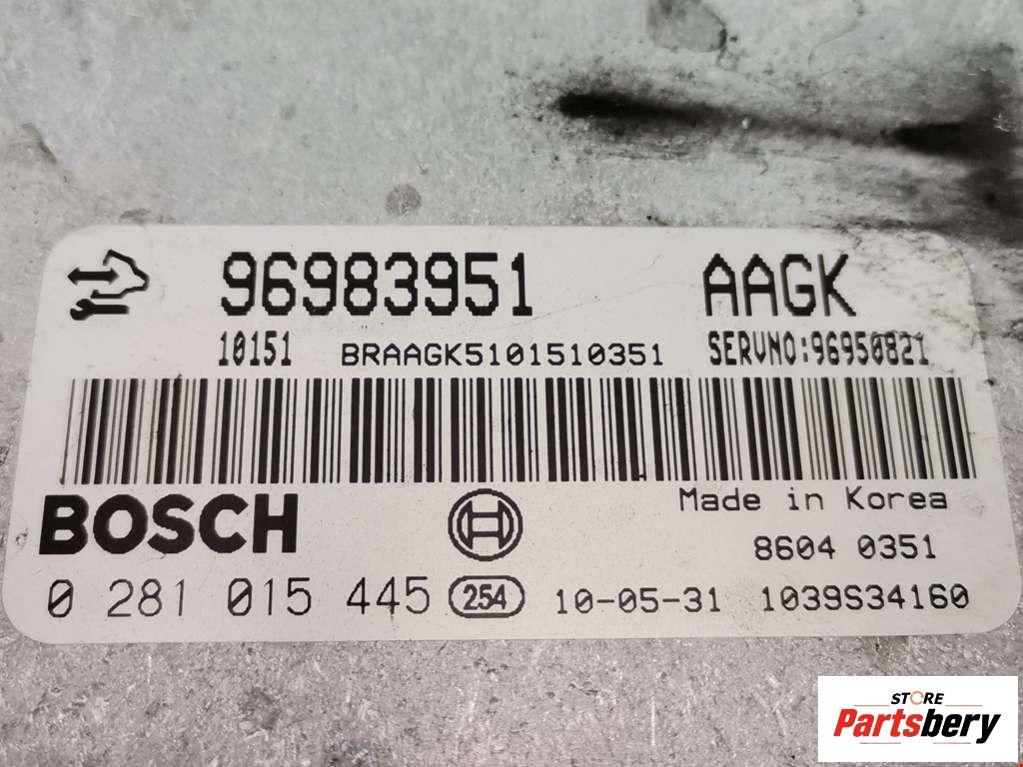 96983951 AAGK
10151 BRAAGK5101510351 SERVNO:96950821
BOSCH Made in Korea
8604 0351
0 281 015 445 254 10-05-31 1039S34160
STORE
Partsbery